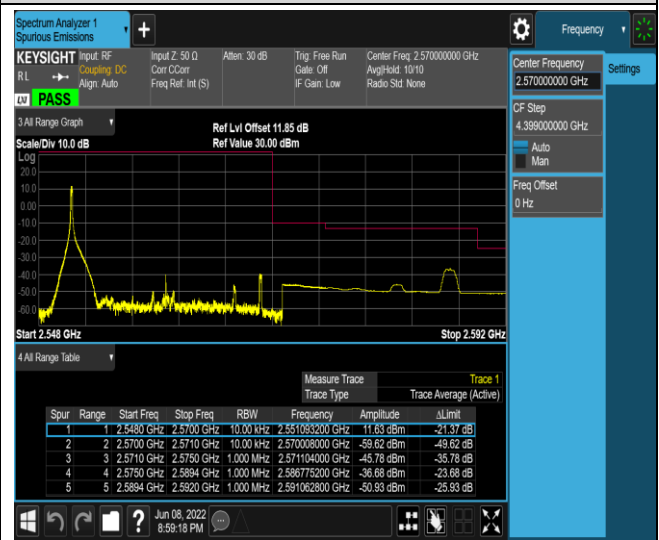 Spectrum Analyzer 1
Spurious Emissions
+
Frequency
KEYSIGHT
Input: RF
Coupling: DC
Align: Auto
Input Z: 50 Ω
Corr CCorr
Freq Ref: Int (S)
Atten: 30 dB
Trig: Free Run
Gate: Off
IF Gain: Low
Center Freq: 2.570000000 GHz
Avg|Hold: 10/10
Radio Std: None
R L
LXI
PASS
Center Frequency
2.570000000 GHz
Settings
CF Step
4.399000000 GHz
Auto
Man
Freq Offset
0 Hz
3 All Range Graph
Scale/Div 10.0 dB
Ref Lvl Offset 11.85 dB
Ref Value 30.00 dBm
Log
20.0
10.0
0.00
-10.0
-20.0
-30.0
-40.0
-50.0
-60.0
Start 2.548 GHz
Stop 2.592 GHz
4 All Range Table
Measure Trace Trace 1
Trace Type Trace Average (Active)
Spur Range Start Freq Stop Freq RBW Frequency Amplitude ΔLimit
1 1 2.5480 GHz 2.5700 GHz 10.00 kHz 2.551093200 GHz 11.63 dBm -21.37 dB
2 2 2.5700 GHz 2.5710 GHz 10.00 kHz 2.570008000 GHz -59.62 dBm -49.62 dB
3 3 2.5710 GHz 2.5750 GHz 1.000 MHz 2.571104000 GHz -45.78 dBm -35.78 dB
4 4 2.5750 GHz 2.5894 GHz 1.000 MHz 2.586775200 GHz -36.68 dBm -23.68 dB
5 5 2.5894 GHz 2.5920 GHz 1.000 MHz 2.591062800 GHz -50.93 dBm -25.93 dB
?
Jun 08, 2022
8:59:18 PM